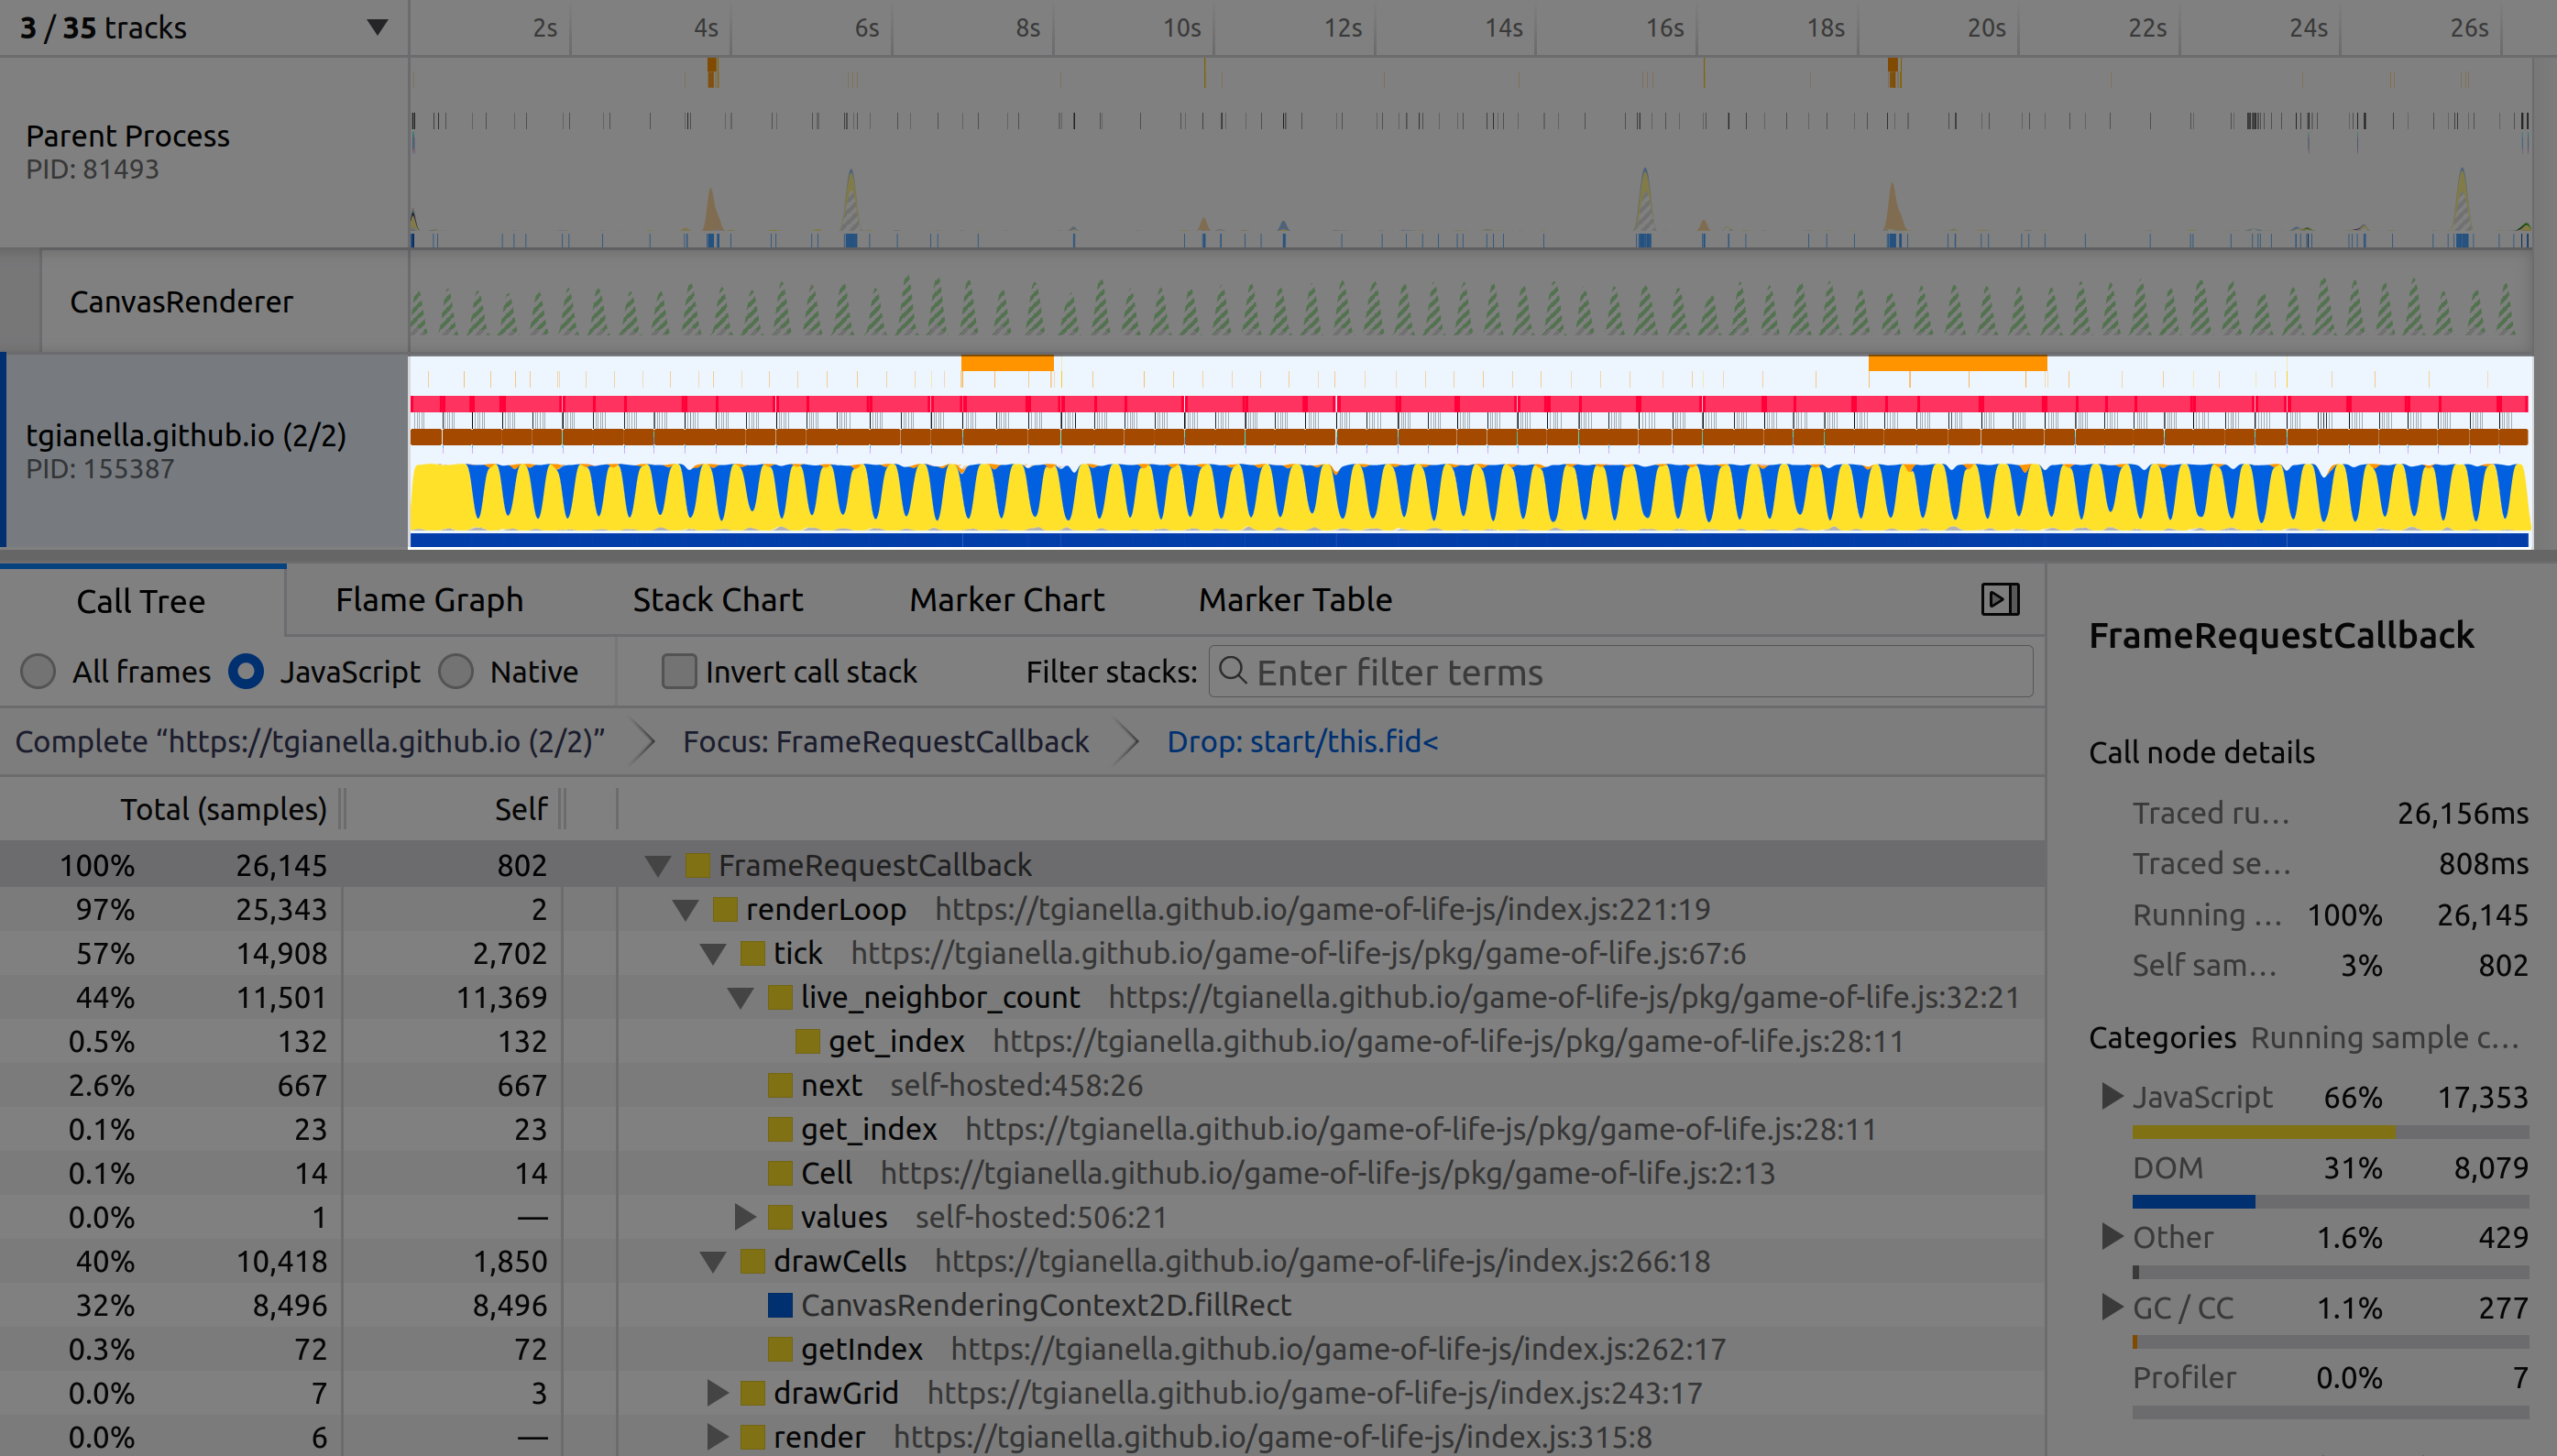 3 / 35 tracks
2s 4s 6s 8s 10s 12s 14s 16s 18s 20s 22s 24s 26s
Parent Process
PID: 81493
CanvasRenderer
tgianella.github.io (2/2)
PID: 155387
Call Tree Flame Graph Stack Chart Marker Chart Marker Table
All frames JavaScript Native Invert call stack Filter stacks: Enter filter terms
Complete “https://tgianella.github.io (2/2)” Focus: FrameRequestCallback Drop: start/this.fid<
Total (samples) Self
100% 26,145 802 FrameRequestCallback
97% 25,343 2 renderLoop https://tgianella.github.io/game-of-life-js/index.js:221:19
57% 14,908 2,702 tick https://tgianella.github.io/game-of-life-js/pkg/game-of-life.js:67:6
44% 11,501 11,369 live_neighbor_count https://tgianella.github.io/game-of-life-js/pkg/game-of-life.js:32:21
0.5% 132 132 get_index https://tgianella.github.io/game-of-life-js/pkg/game-of-life.js:28:11
2.6% 667 667 next self-hosted:458:26
0.1% 23 23 get_index https://tgianella.github.io/game-of-life-js/pkg/game-of-life.js:28:11
0.1% 14 14 Cell https://tgianella.github.io/game-of-life-js/pkg/game-of-life.js:2:13
0.0% 1 — values self-hosted:506:21
40% 10,418 1,850 drawCells https://tgianella.github.io/game-of-life-js/index.js:266:18
32% 8,496 8,496 CanvasRenderingContext2D.fillRect
0.3% 72 72 getIndex https://tgianella.github.io/game-of-life-js/index.js:262:17
0.0% 7 3 drawGrid https://tgianella.github.io/game-of-life-js/index.js:243:17
0.0% 6 — render https://tgianella.github.io/game-of-life-js/index.js:315:8
FrameRequestCallback
Call node details
Traced ru… 26,156ms
Traced se… 808ms
Running … 100% 26,145
Self sam… 3% 802
Categories Running sample c…
JavaScript 66% 17,353
DOM 31% 8,079
Other 1.6% 429
GC / CC 1.1% 277
Profiler 0.0% 7